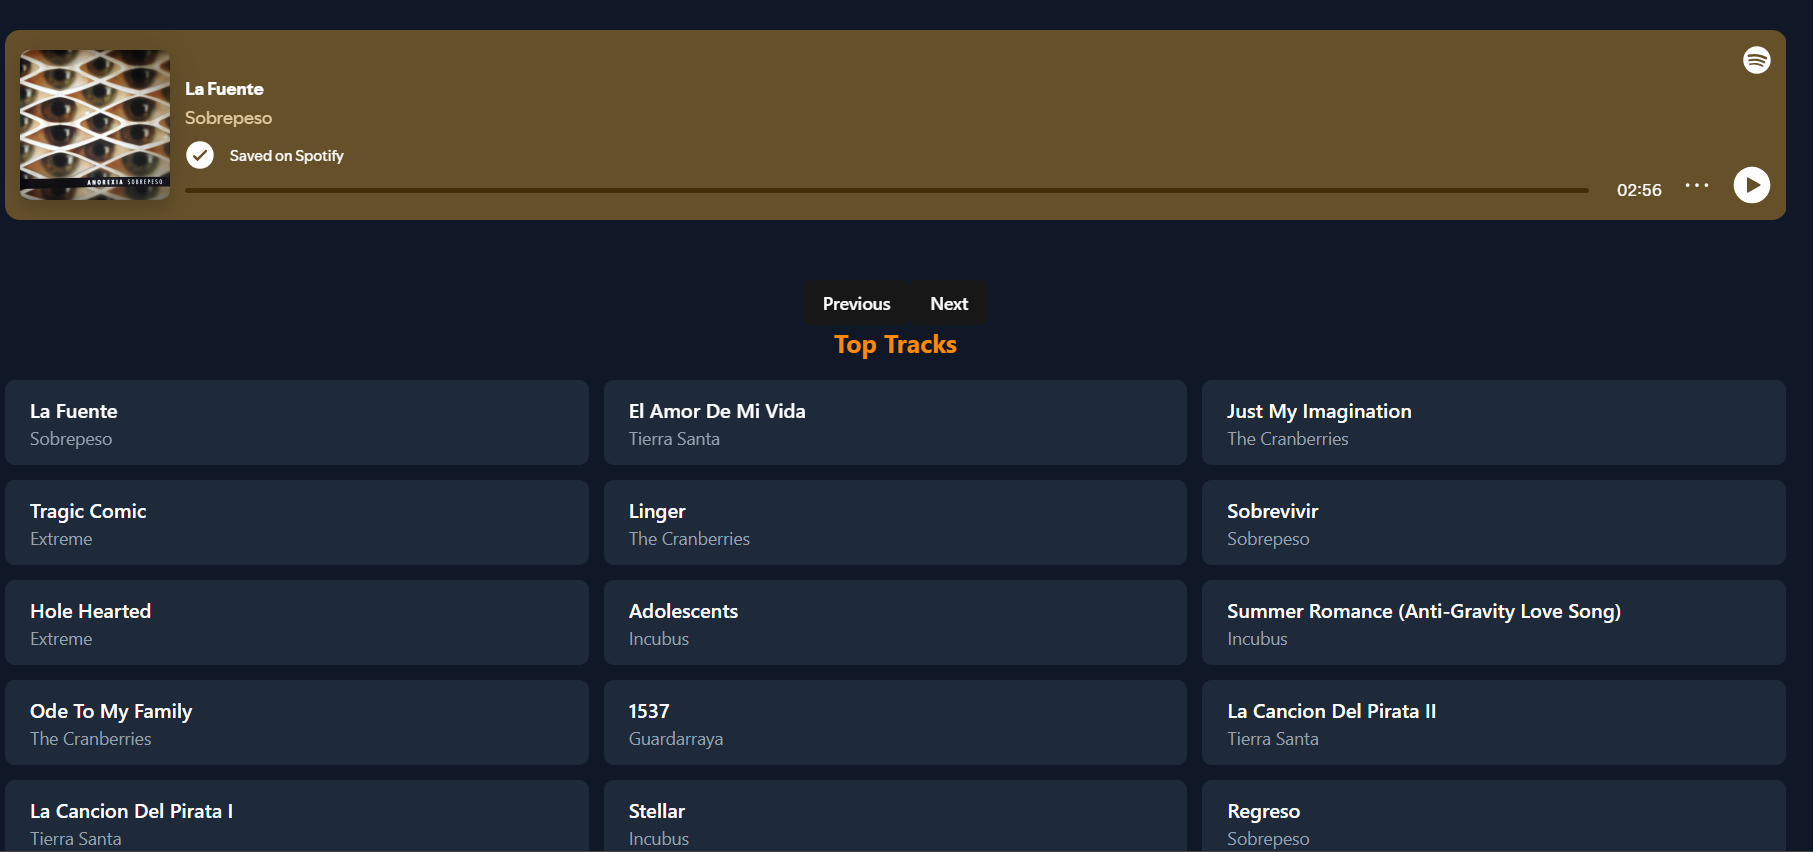 La Fuente
Sobrepeso
Saved on Spotify
ANOREXIA SOBREPESO
02:56
Previous Next
Top Tracks
La Fuente
Sobrepeso
El Amor De Mi Vida
Tierra Santa
Just My Imagination
The Cranberries
Tragic Comic
Extreme
Linger
The Cranberries
Sobrevivir
Sobrepeso
Hole Hearted
Extreme
Adolescents
Incubus
Summer Romance (Anti-Gravity Love Song)
Incubus
Ode To My Family
The Cranberries
1537
Guardarraya
La Cancion Del Pirata II
Tierra Santa
La Cancion Del Pirata I
Tierra Santa
Stellar
Incubus
Regreso
Sobrepeso